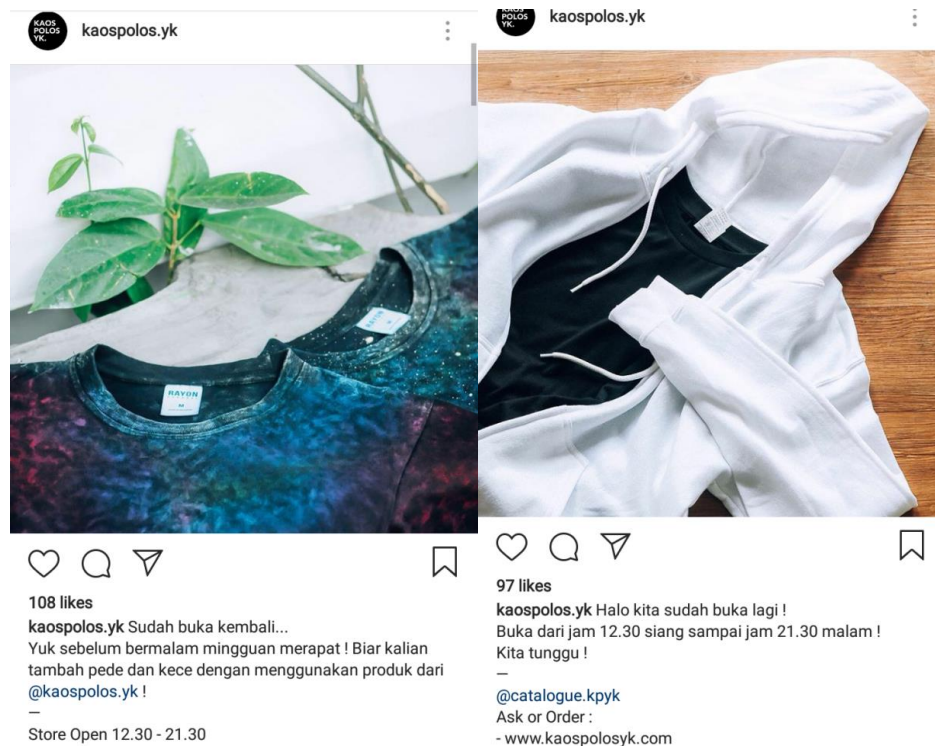 KAOS
POLOS
YK.
kaospolos.yk
RAYON
M
108 likes
kaospolos.yk Sudah buka kembali...
Yuk sebelum bermalam mingguan merapat ! Biar kalian
tambah pede dan kece dengan menggunakan produk dari
@kaospolos.yk !
—
Store Open 12.30 - 21.30
KAOS
POLOS
YK.
kaospolos.yk
97 likes
kaospolos.yk Halo kita sudah buka lagi !
Buka dari jam 12.30 siang sampai jam 21.30 malam !
Kita tunggu !
—
@catalogue.kpyk
Ask or Order :
- www.kaospolosyk.com